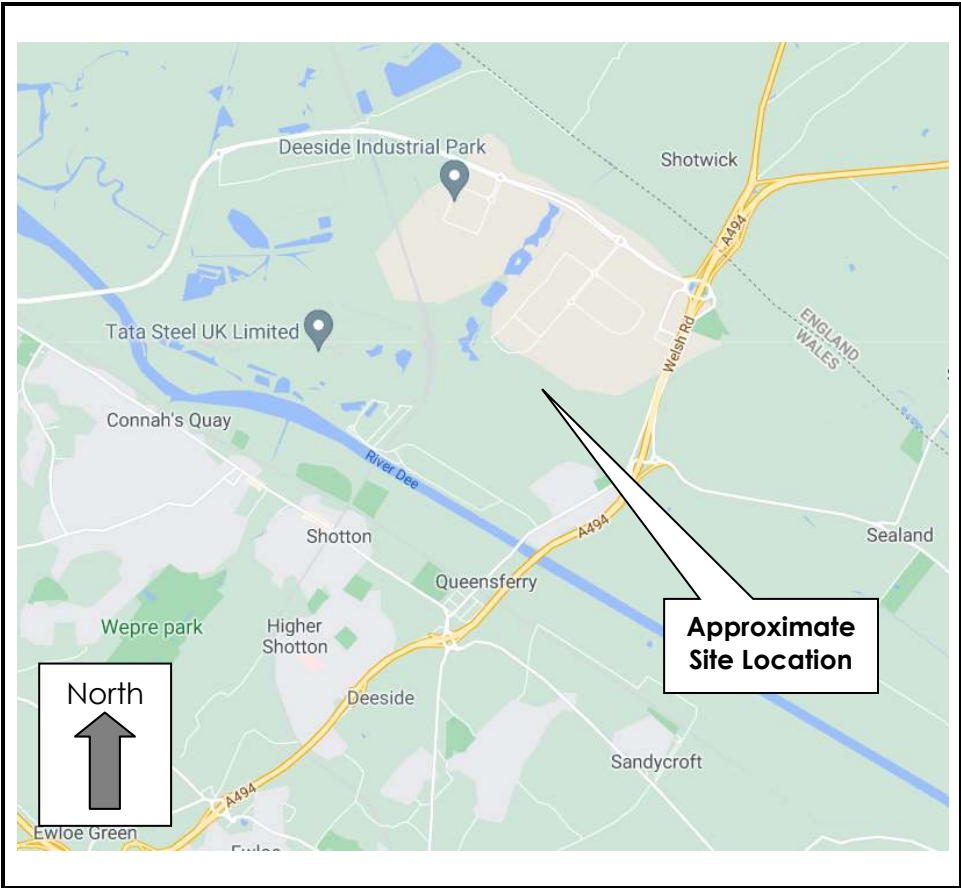 Deeside Industrial Park
Shotwick
A494
ENGLAND
WALES
Tata Steel UK Limited
Welsh Rd
Connah's Quay
River Dee
A494
Shotton
Sealand
Queensferry
Approximate
Site Location
Wepre park
Higher
Shotton
North
Deeside
Sandycroft
A494
Ewloe Green
Ewloe